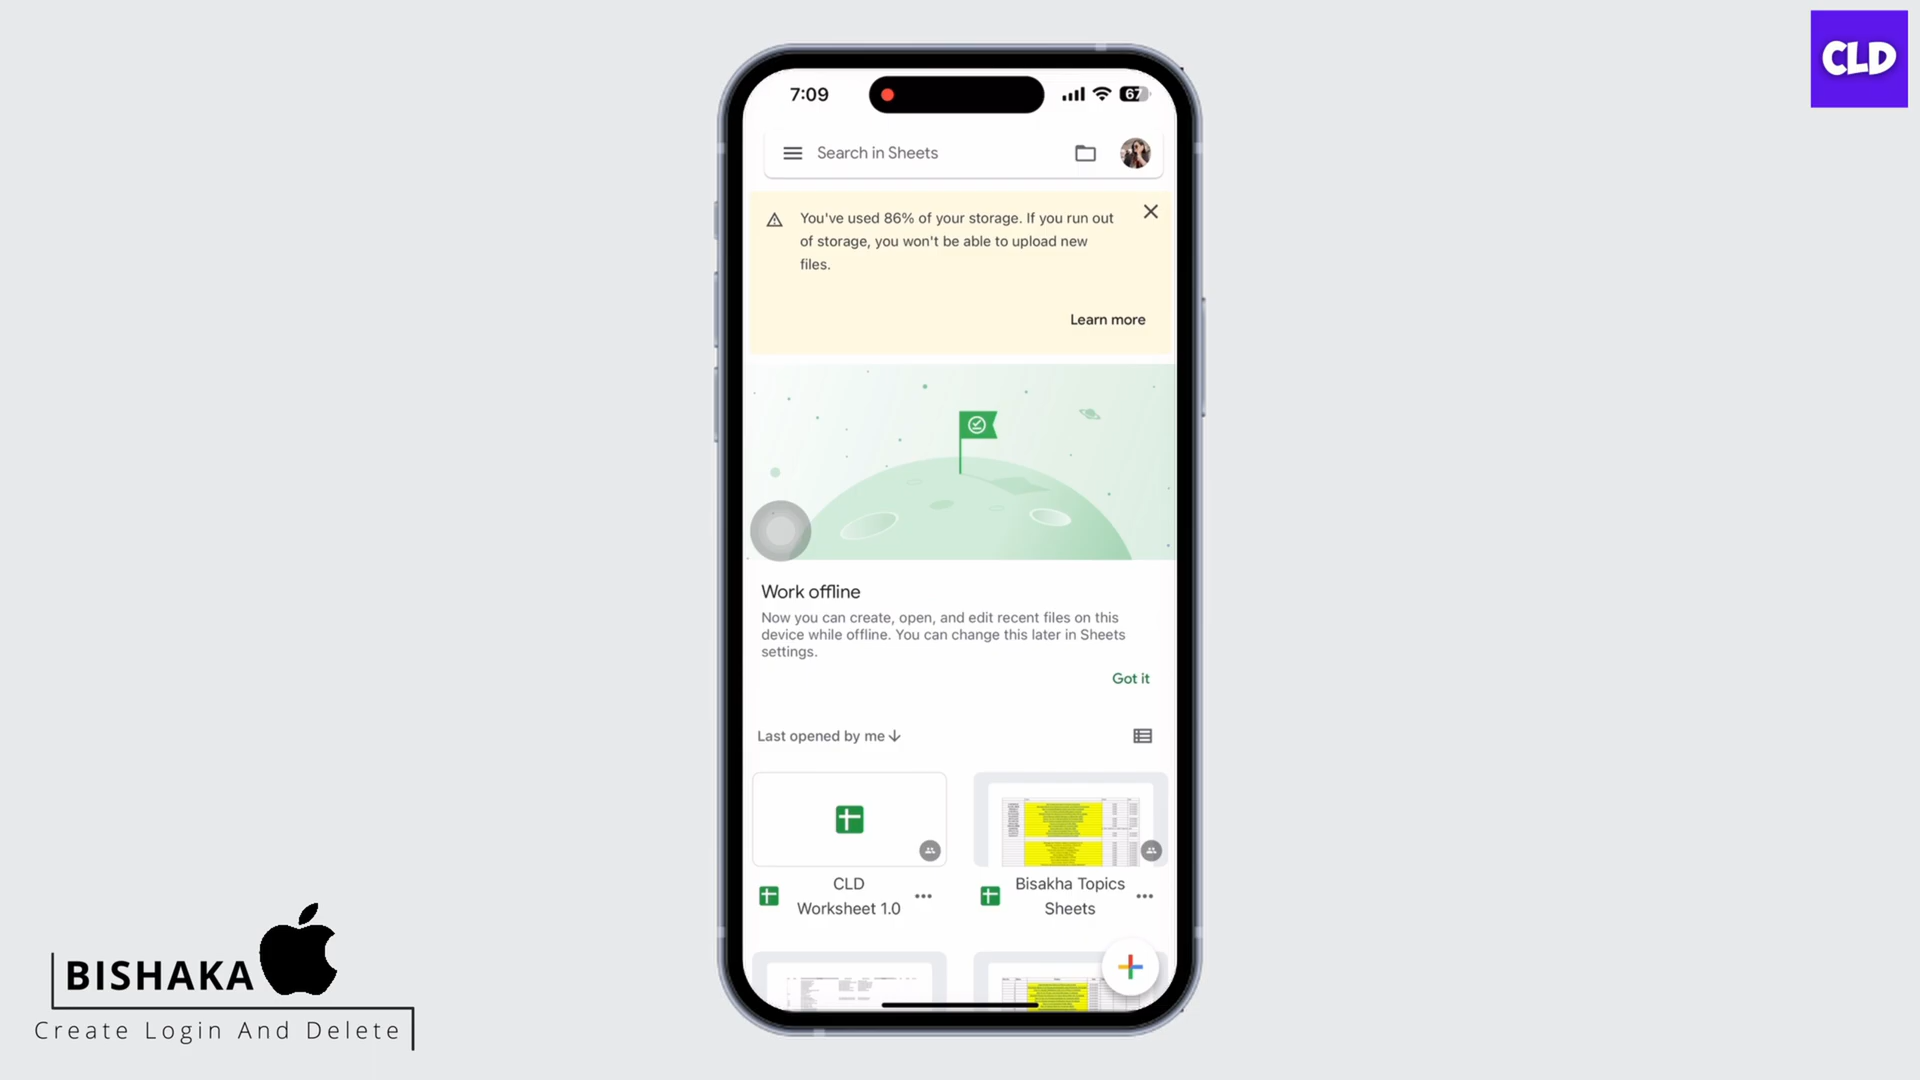 CLD
7:09
67
Search in Sheets
You've used 86% of your storage. If you run out
of storage, you won't be able to upload new
files.
Learn more
Work offline
Now you can create, open, and edit recent files on this
device while offline. You can change this later in Sheets
settings.
Got it
Last opened by me
CLD
Worksheet 1.0
Bisakha Topics
Sheets
BISHAKA
Create Login And Delete